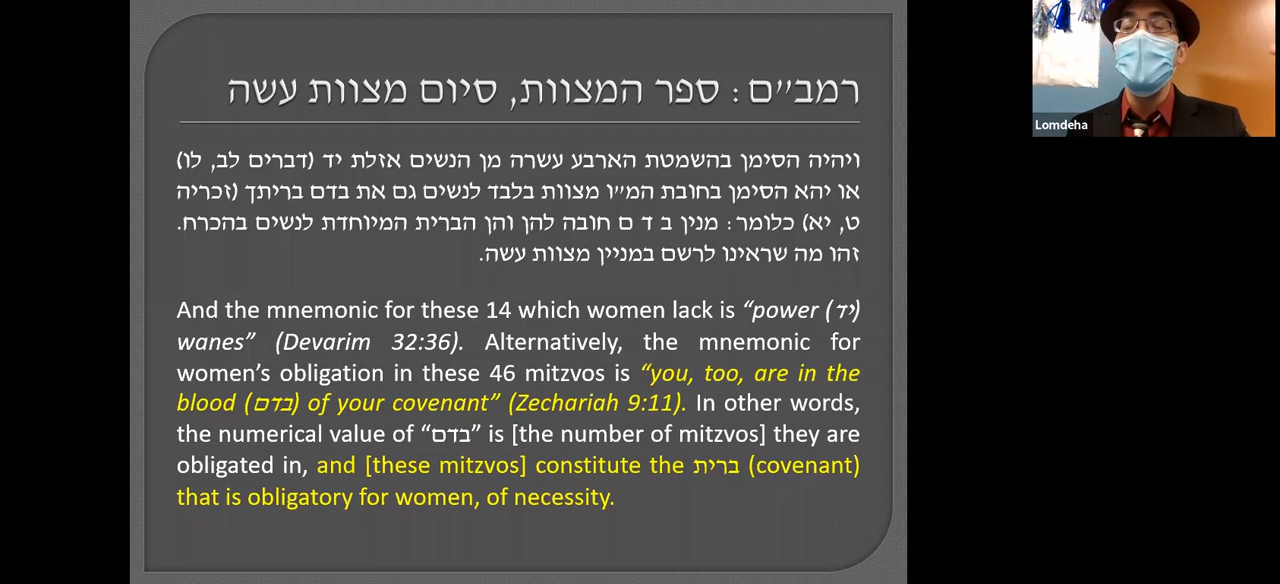 רמב״ם: ספר המצוות, סיום מצוות עשה
ויהיה הסימן בהשמטת הארבע עשרה מן הנשים אזלת יד (דברים לב, לו)
או יהא הסימן בחובת המ״ו מצוות בלבד לנשים גם את בדם בריתך (זכריה
ט, יא) כלומר: מנין ב ד ם חובה להן והן הברית המיוחדת לנשים בהכרח.
זהו מה שראינו לרשם במניין מצוות עשה.
And the mnemonic for these 14 which women lack is “power (יד)
wanes” (Devarim 32:36). Alternatively, the mnemonic for
women’s obligation in these 46 mitzvos is “you, too, are in the
blood (בדם) of your covenant” (Zechariah 9:11). In other words,
the numerical value of “בדם” is [the number of mitzvos] they are
obligated in, and [these mitzvos] constitute the ברית (covenant)
that is obligatory for women, of necessity.
Lomdeha